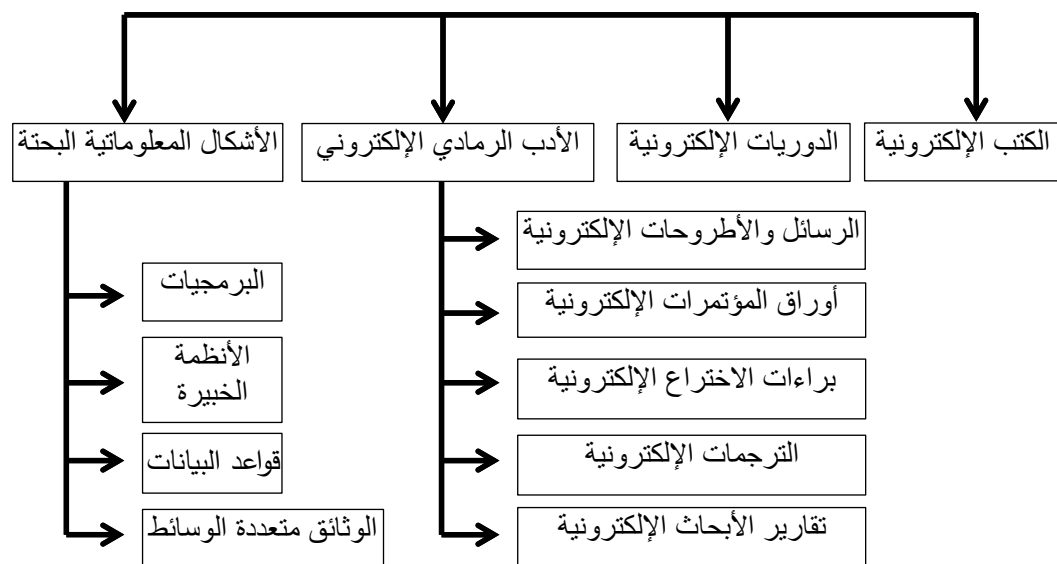 الكتب الإلكترونية
الدوريات الإلكترونية
الأدب الرمادي الإلكتروني
الأشكال المعلوماتية البحتة
الرسائل والأطروحات الإلكترونية
أوراق المؤتمرات الإلكترونية
براءات الاختراع الإلكترونية
الترجمات الإلكترونية
تقارير الأبحاث الإلكترونية
البرمجيات
الأنظمة
الخبيرة
قواعد البيانات
الوثائق متعددة الوسائط